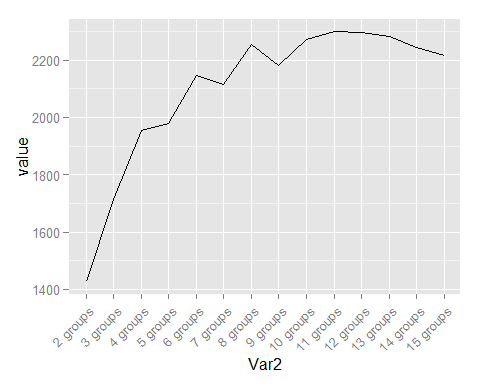 value
2200
2000
1800
1600
1400
2 groups
3 groups
4 groups
5 groups
6 groups
7 groups
8 groups
9 groups
10 groups
11 groups
12 groups
13 groups
14 groups
15 groups
Var2